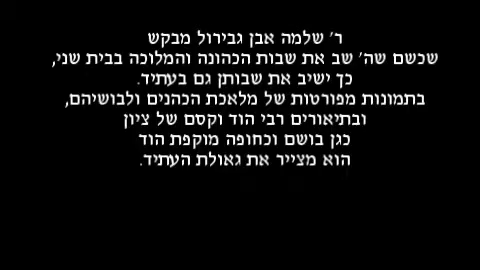 ר׳ שלמה אבן גבירול מבקש
שכשם שה׳ שב את שבות הכהונה והמלוכה בבית שני,
כך ישיב את שבותן גם בעתיד.
בתמונות מפורטות של מלאכת הכהנים ולבושיהם,
ובתיאורים רבי הוד וקסם של ציון
כגן בושם וכחופה מוקפת הוד
הוא מצייר את גאולת העתיד.